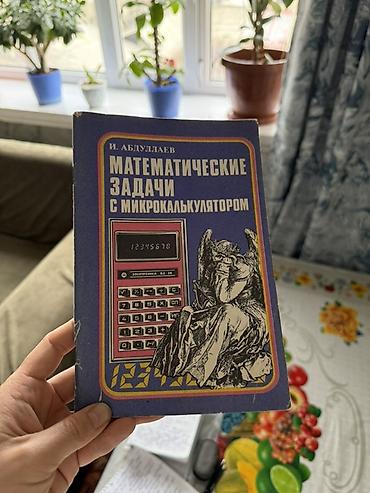 И. АБДУЛЛАЕВ
МАТЕМАТИЧЕСКИЕ
ЗАДАЧИ
С МИКРОКАЛЬКУЛЯТОРОМ
12345678